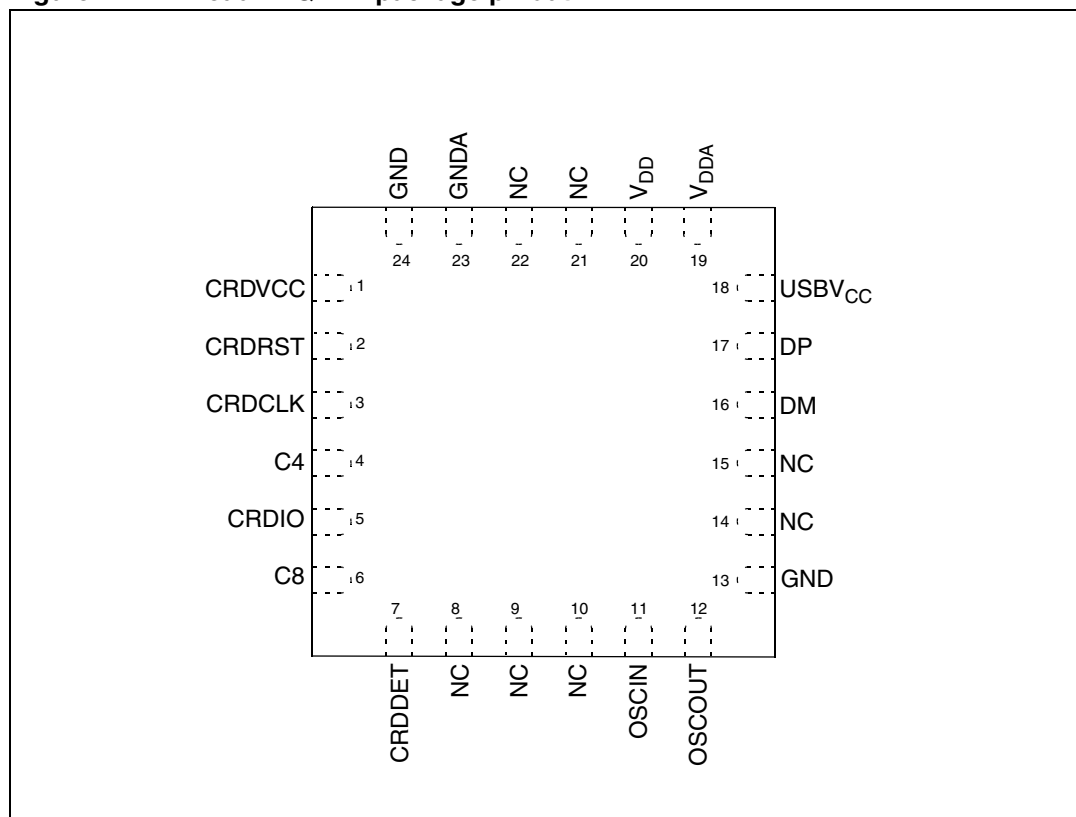 GND GNDA NC NC VDD VDDA
24 23 22 21 20 19
CRDVCC 1 18 USBVCC
CRDRST 2 17 DP
CRDCLK 3 16 DM
C4 4 15 NC
CRDIO 5 14 NC
C8 6 13 GND
7 8 9 10 11 12
CRDDET NC NC NC OSCIN OSCOUT